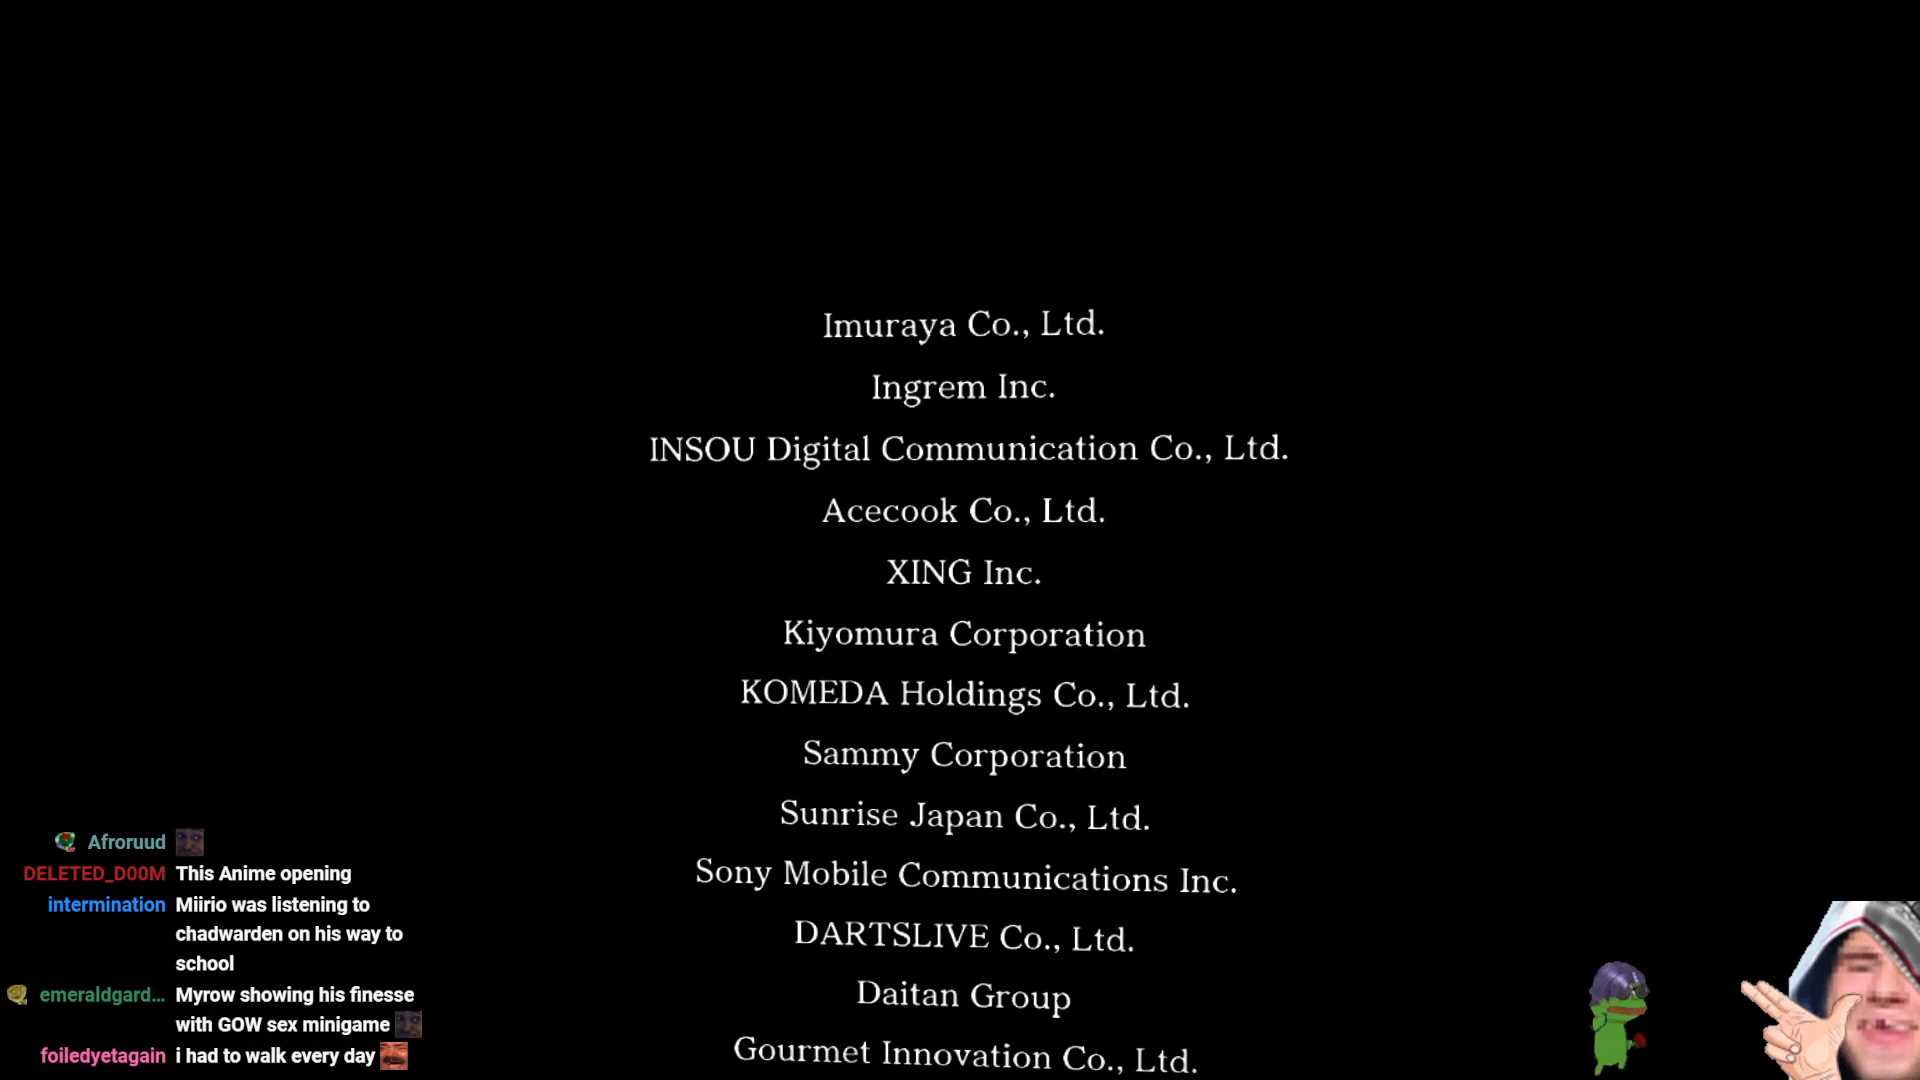 Imuraya Co., Ltd.
Ingrem Inc.
INSOU Digital Communication Co., Ltd.
Acecook Co., Ltd.
XING Inc.
Kiyomura Corporation
KOMEDA Holdings Co., Ltd.
Sammy Corporation
Sunrise Japan Co., Ltd.
Sony Mobile Communications Inc.
DARTSLIVE Co., Ltd.
Daitan Group
Gourmet Innovation Co., Ltd.
Afroruud
DELETED_D00M This Anime opening
intermination Miirio was listening to
chadwarden on his way to
school
emeraldgard... Myrow showing his finesse
with GOW sex minigame
foiledyetagain i had to walk every day